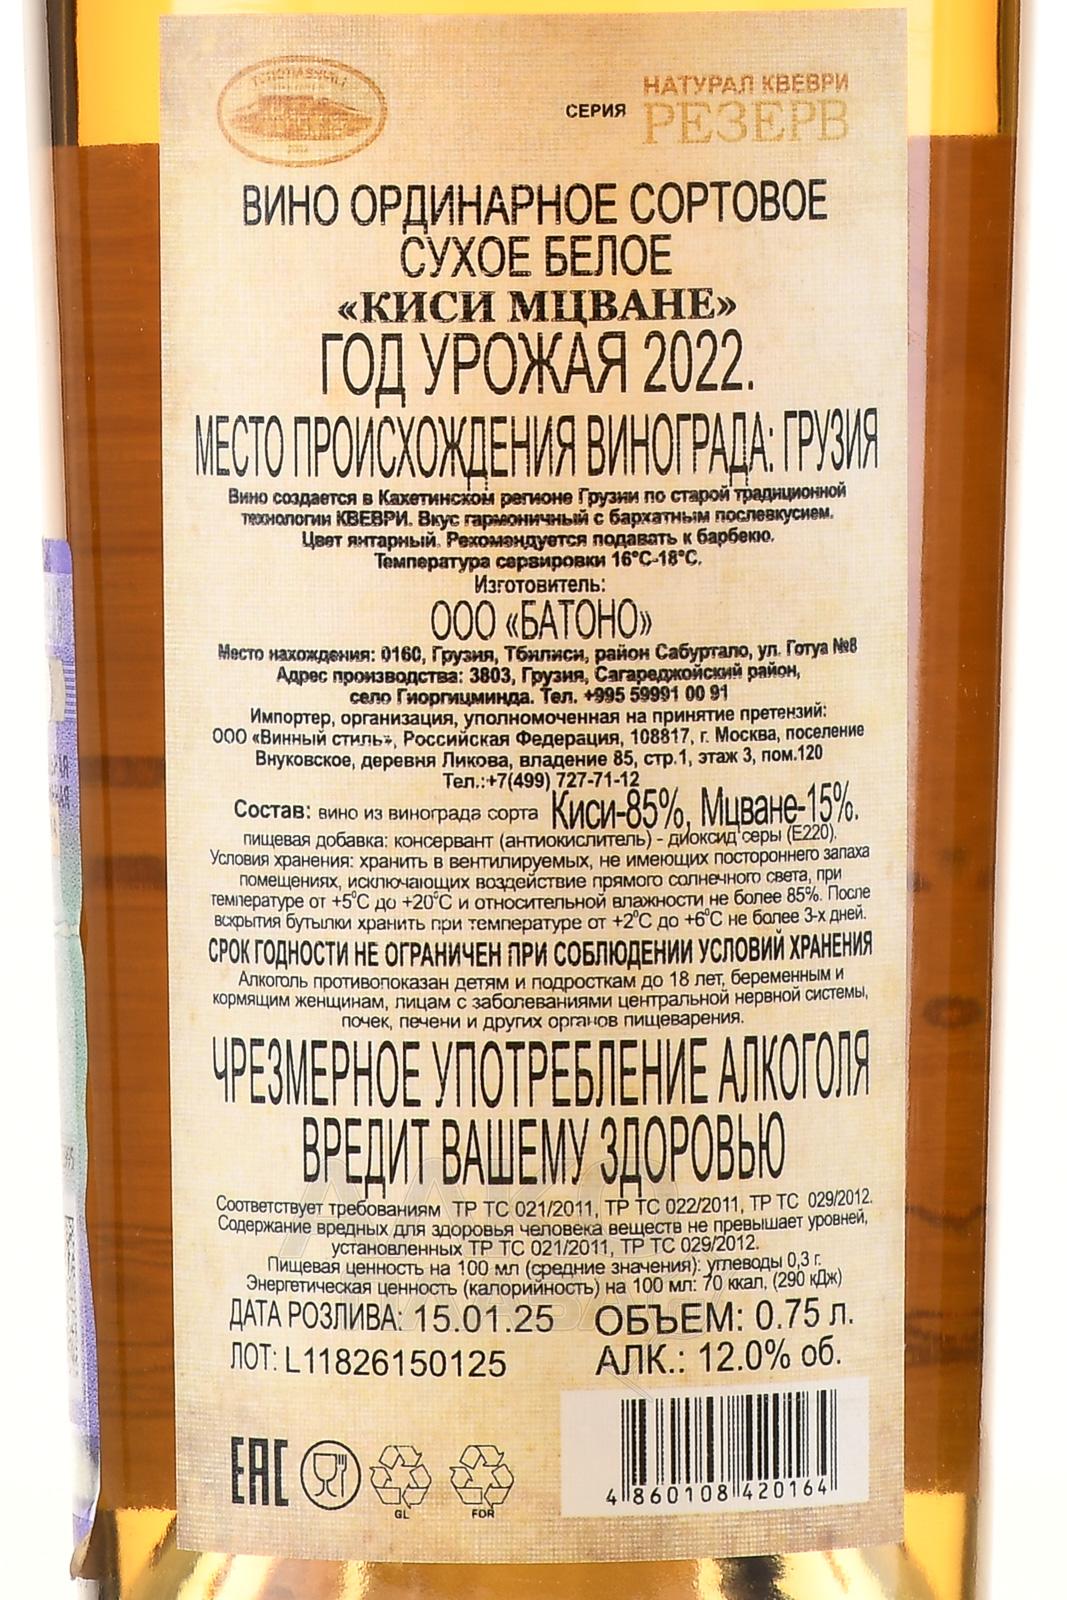 СЕРИЯ
НАТУРАЛ КВЕВРИ
РЕЗЕРВ
ВИНО ОРДИНАРНОЕ СОРТОВОЕ
СУХОЕ БЕЛОЕ
«КИСИ МЦВАНЕ»
ГОД УРОЖАЯ 2022.
МЕСТО ПРОИСХОЖДЕНИЯ ВИНОГРАДА: ГРУЗИЯ
Вино создается в Кахетинском регионе Грузии по старой традиционной
технологии КВЕВРИ. Вкус гармоничный с бархатным послевкусием.
Цвет янтарный. Рекомендуется подавать к барбекю.
Температура сервировки 16°С-18°С.
Изготовитель:
ООО «БАТОНО»
Место нахождения: 0160, Грузия, Тбилиси, район Сабуртало, ул. Готуа №8
Адрес производства: 3803, Грузия, Сагареджойский район,
село Гиоргицминда. Тел. +995 59991 00 91
Импортер, организация, уполномоченная на принятие претензий:
ООО «Винный стиль», Российская Федерация, 108817, г. Москва, поселение
Внуковское, деревня Ликова, владение 85, стр.1, этаж 3, пом.120
Тел.:+7(499) 727-71-12
Состав: вино из винограда сорта Киси-85%, Мцване-15%.
пищевая добавка: консервант (антиокислитель) - диоксид серы (Е220).
Условия хранения: хранить в вентилируемых, не имеющих постороннего запаха
помещениях, исключающих воздействие прямого солнечного света, при
температуре от +5°С до +20°С и относительной влажности не более 85%. После
вскрытия бутылки хранить при температуре от +2°С до +6°С не более 3-х дней.
СРОК ГОДНОСТИ НЕ ОГРАНИЧЕН ПРИ СОБЛЮДЕНИИ УСЛОВИЙ ХРАНЕНИЯ
Алкоголь противопоказан детям и подросткам до 18 лет, беременным и
кормящим женщинам, лицам с заболеваниями центральной нервной системы,
почек, печени и других органов пищеварения.
ЧРЕЗМЕРНОЕ УПОТРЕБЛЕНИЕ АЛКОГОЛЯ
ВРЕДИТ ВАШЕМУ ЗДОРОВЬЮ
Соответствует требованиям ТР ТС 021/2011, ТР ТС 022/2011, ТР ТС 029/2012.
Содержание вредных для здоровья человека веществ не превышает уровней,
установленных ТР ТС 021/2011, ТР ТС 029/2012.
Пищевая ценность на 100 мл (средние значения): углеводы 0,3 г.
Энергетическая ценность (калорийность) на 100 мл: 70 ккал, (290 кДж)
ДАТА РОЗЛИВА: 15.01.25 ОБЪЕМ: 0.75 л.
ЛОТ: L11826150125 АЛК.: 12.0% об.
EAC
GL
FOR
4 860108 420164